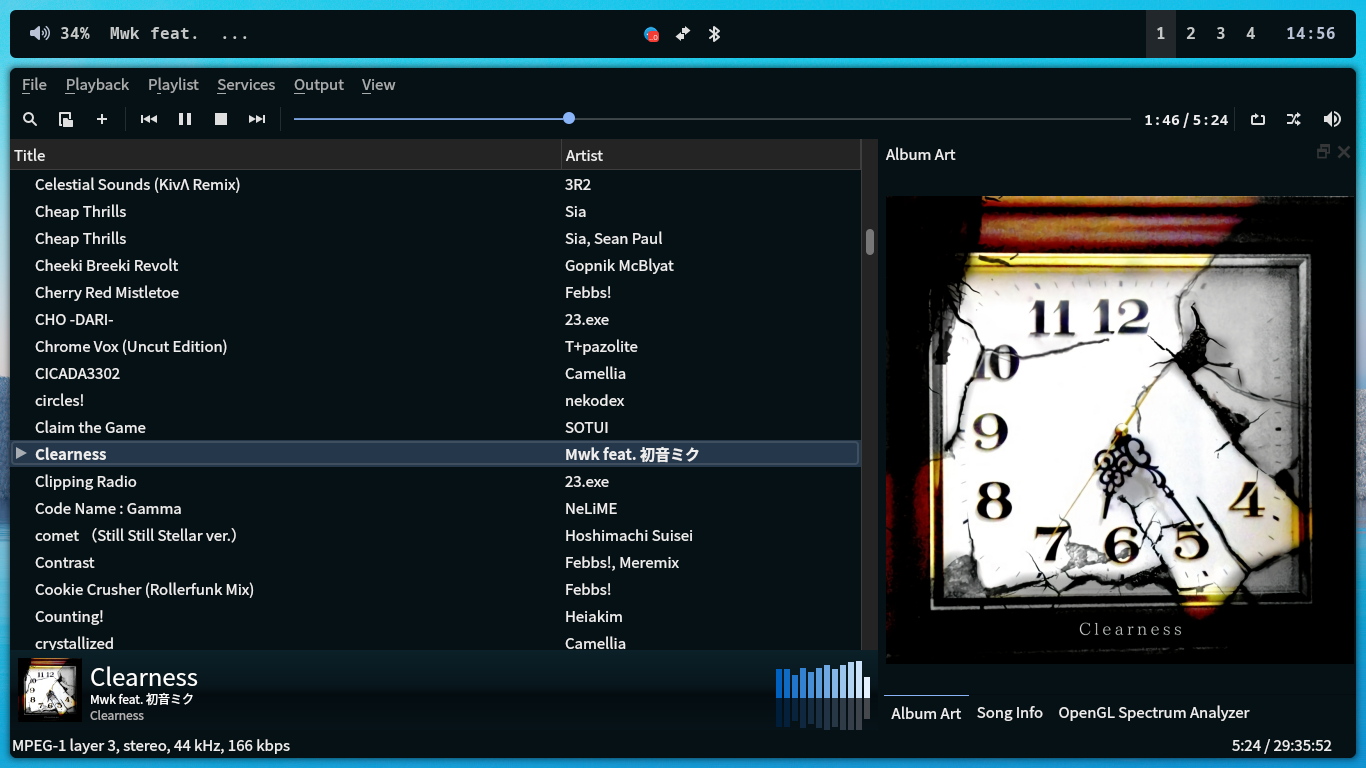 34% Mwk feat. ...
1 2 3 4 14:56
File Playback Playlist Services Output View
1:46 / 5:24
Title Artist
Celestial Sounds (KivΛ Remix) 3R2
Cheap Thrills Sia
Cheap Thrills Sia, Sean Paul
Cheeki Breeki Revolt Gopnik McBlyat
Cherry Red Mistletoe Febbs!
CHO -DARI- 23.exe
Chrome Vox (Uncut Edition) T+pazolite
CICADA3302 Camellia
circles! nekodex
Claim the Game SOTUI
Clearness Mwk feat. 初音ミク
Clipping Radio 23.exe
Code Name : Gamma NeLiME
comet （Still Still Stellar ver.） Hoshimachi Suisei
Contrast Febbs!, Meremix
Cookie Crusher (Rollerfunk Mix) Febbs!
Counting! Heiakim
crystallized Camellia
Album Art
11 12
10
9
8 4
7 6 5
Clearness
Clearness
Mwk feat. 初音ミク
Clearness
Album Art Song Info OpenGL Spectrum Analyzer
MPEG-1 layer 3, stereo, 44 kHz, 166 kbps
5:24 / 29:35:52